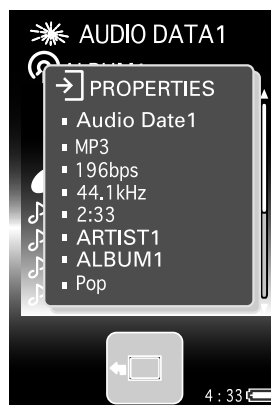 AUDIO DATA1
PROPERTIES
Audio Date1
MP3
196bps
44.1kHz
2:33
ARTIST1
ALBUM1
Pop
4:33